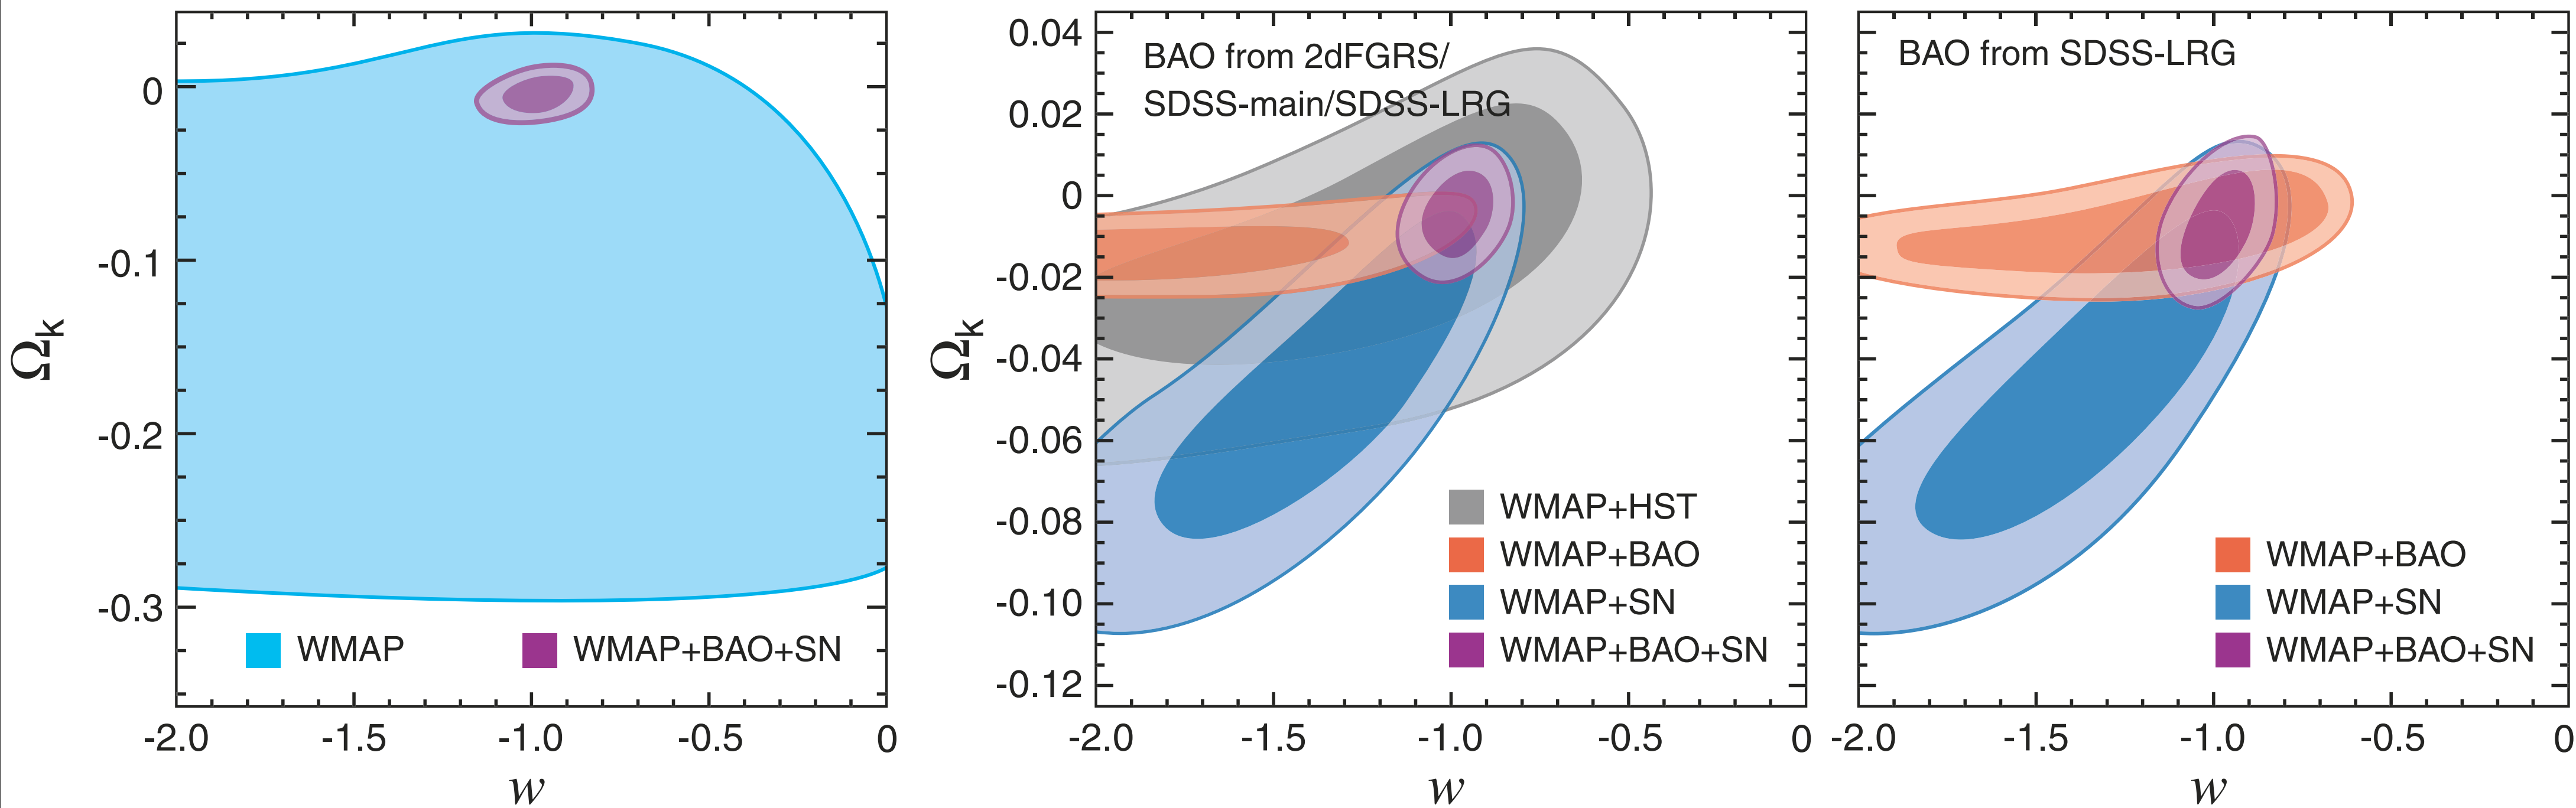 0
-0.1
-0.2
-0.3
Ωk
WMAP
WMAP+BAO+SN
-2.0
-1.5
-1.0
-0.5
0
w
BAO from 2dFGRS/
SDSS-main/SDSS-LRG
0.04
0.02
0
-0.02
-0.04
-0.06
-0.08
-0.10
-0.12
Ωk
WMAP+HST
WMAP+BAO
WMAP+SN
WMAP+BAO+SN
-2.0
-1.5
-1.0
-0.5
0
w
BAO from SDSS-LRG
WMAP+BAO
WMAP+SN
WMAP+BAO+SN
-2.0
-1.5
-1.0
-0.5
0
w